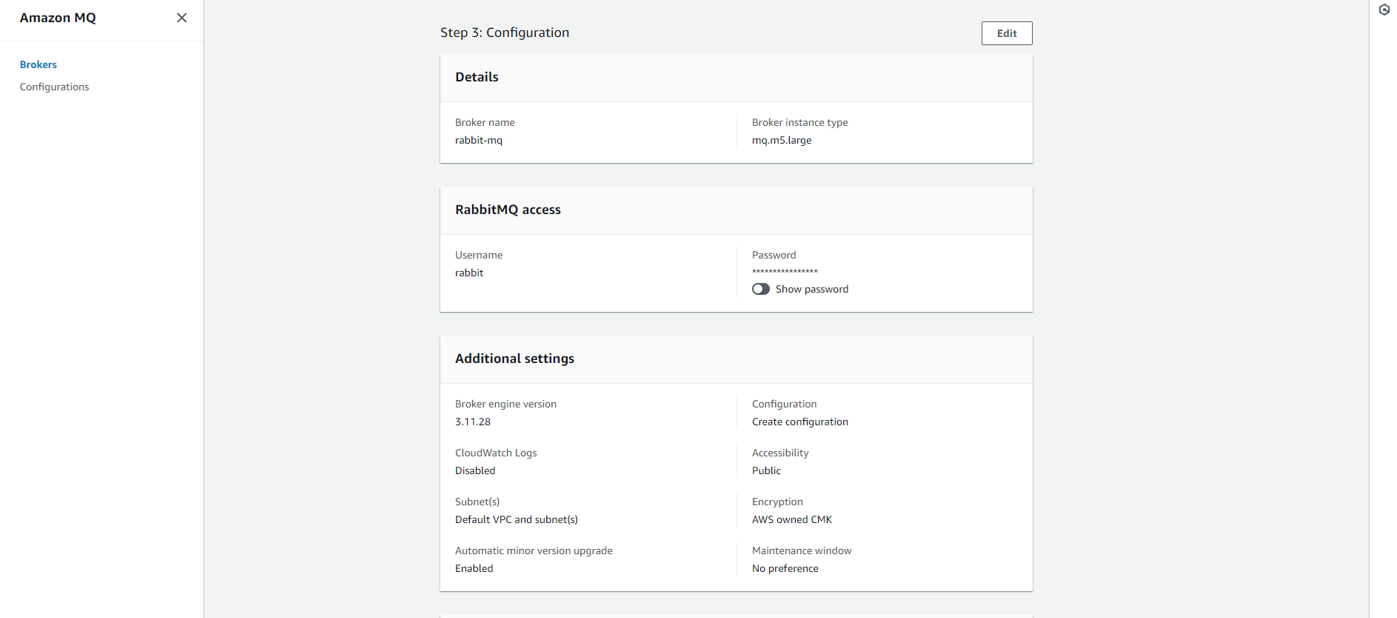 Amazon MQ
Brokers
Configurations
Step 3: Configuration
Edit
Details
Broker name
rabbit-mq
Broker instance type
mq.m5.large
RabbitMQ access
Username
rabbit
Password
****************
Show password
Additional settings
Broker engine version
3.11.28
Configuration
Create configuration
CloudWatch Logs
Disabled
Accessibility
Public
Subnet(s)
Default VPC and subnet(s)
Encryption
AWS owned CMK
Automatic minor version upgrade
Enabled
Maintenance window
No preference